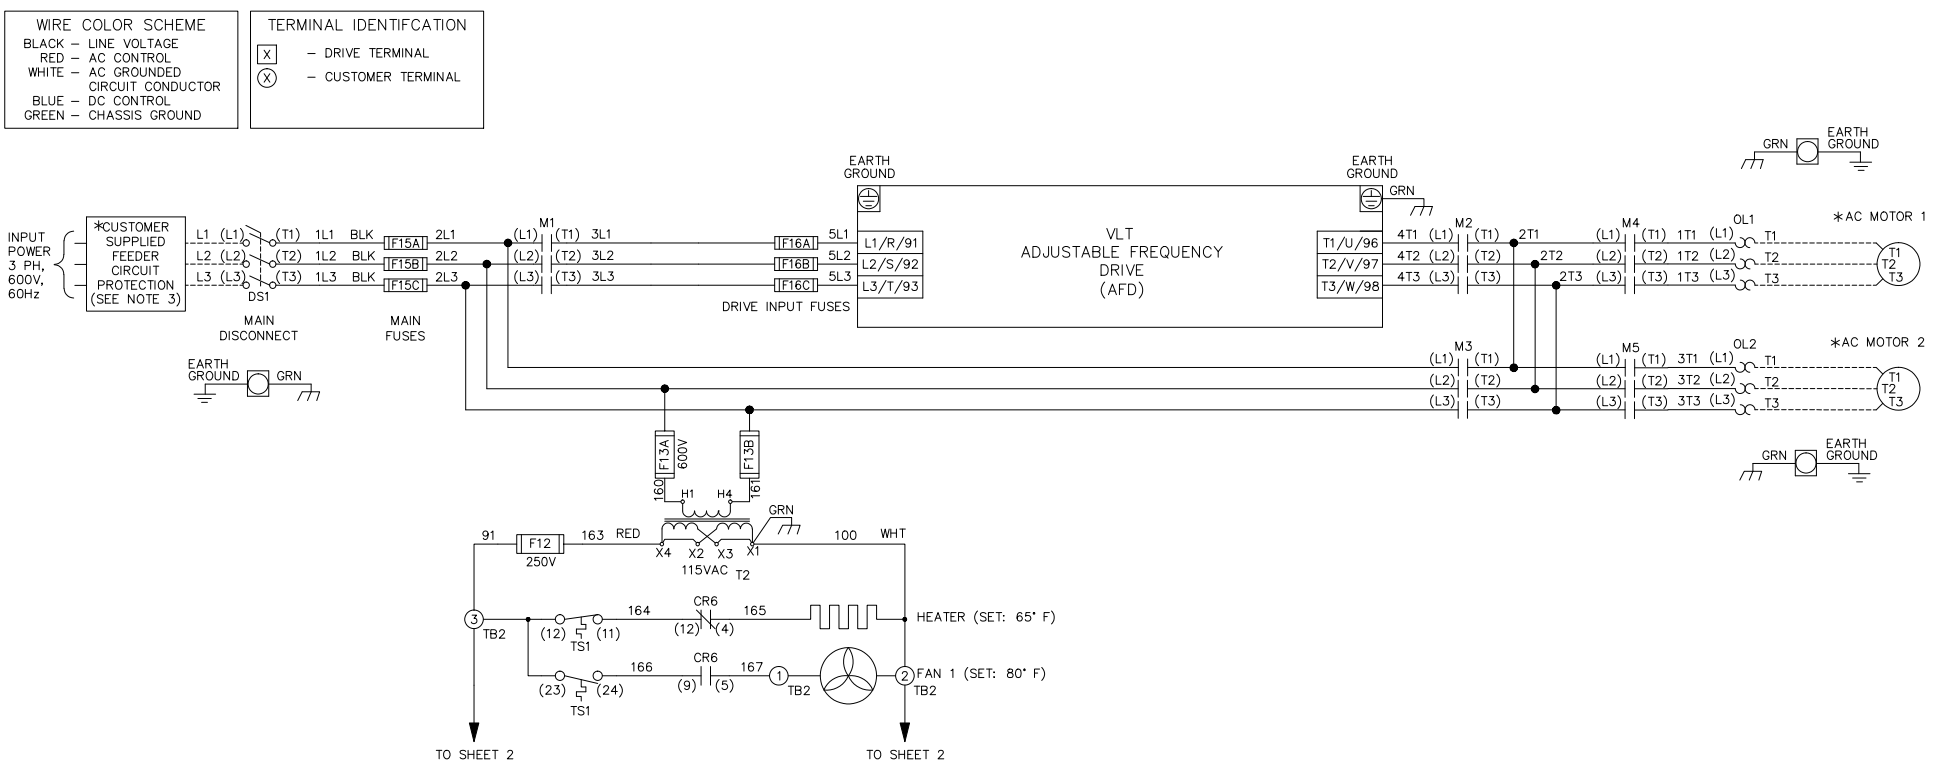 WIRE COLOR SCHEME
BLACK – LINE VOLTAGE
RED – AC CONTROL
WHITE – AC GROUNDED
CIRCUIT CONDUCTOR
BLUE – DC CONTROL
GREEN – CHASSIS GROUND
TERMINAL IDENTIFCATION
X – DRIVE TERMINAL
X – CUSTOMER TERMINAL
EARTH
GROUND
GRN
EARTH
GROUND
EARTH
GROUND
GRN
INPUT
POWER
3 PH,
600V,
60Hz
*CUSTOMER
SUPPLIED
FEEDER
CIRCUIT
PROTECTION
(SEE NOTE 3)
L1 (L1) (T1) 1L1 BLK F15A 2L1 (L1) M1 (T1) 3L1 F16A 5L1 L1/R/91
L2 (L2) (T2) 1L2 BLK F15B 2L2 (L2) (T2) 3L2 F16B 5L2 L2/S/92
L3 (L3) (T3) 1L3 BLK F15C 2L3 (L3) (T3) 3L3 F16C 5L3 L3/T/93
DS1
MAIN
DISCONNECT
MAIN
FUSES
DRIVE INPUT FUSES
VLT
ADJUSTABLE FREQUENCY
DRIVE
(AFD)
T1/U/96 4T1 (L1) M2 (T1) 2T1 (L1) M4 (T1) 1T1 (L1) OL1 T1
T2/V/97 4T2 (L2) (T2) 2T2 (L2) (T2) 1T2 (L2) T2
T3/W/98 4T3 (L3) (T3) 2T3 (L3) (T3) 1T3 (L3) T3
*AC MOTOR 1
T1
T2
T3
EARTH
GROUND
GRN
(L1) M3 (T1) (L1) M5 (T1) 3T1 (L1) OL2 T1
(L2) (T2) (L2) (T2) 3T2 (L2) T2
(L3) (T3) (L3) (T3) 3T3 (L3) T3
*AC MOTOR 2
T1
T2
T3
GRN
EARTH
GROUND
F13A
600V
F13B
160
H1 H4
161
GRN
91 F12 163 RED
250V
X4 X2 X3 X1
100 WHT
115VAC T2
3
TB2
(12) (11)
TS1
164
CR6
(12) (4)
165
HEATER (SET: 65° F)
(23) (24)
TS1
166
CR6
(9) (5)
167
1
TB2
2
TB2
FAN 1 (SET: 80° F)
TO SHEET 2
TO SHEET 2